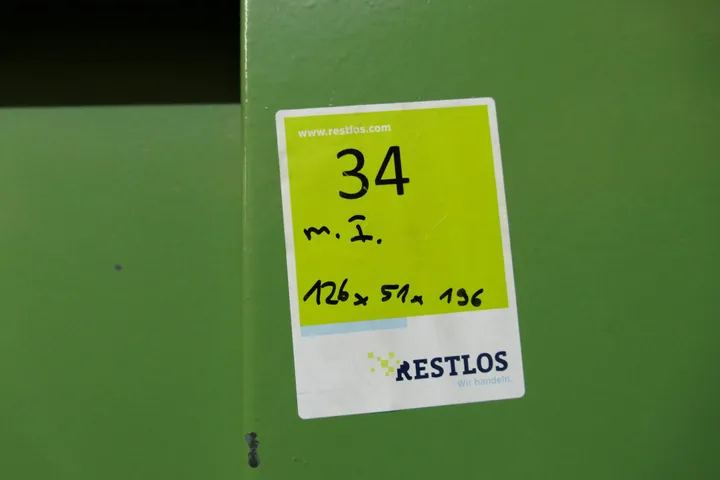 www.restlos.com
34
m. I.
126 x 51 x 196
RESTLOS
Wir handeln.